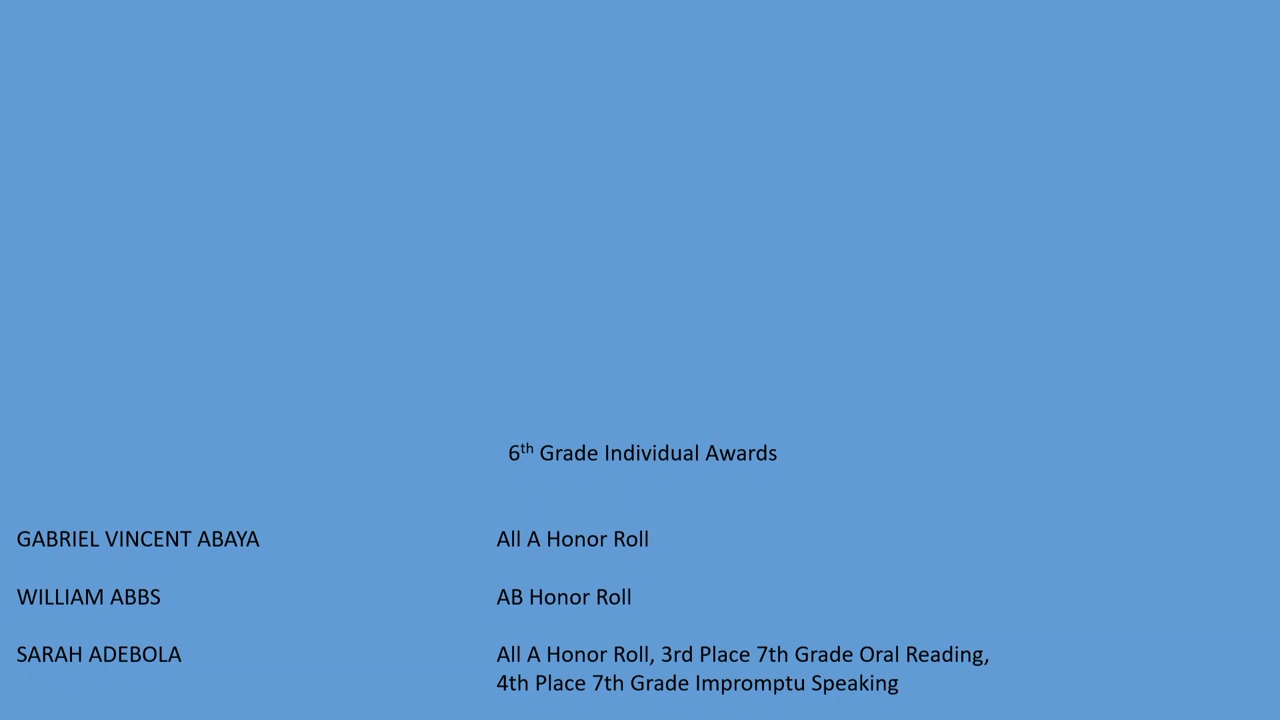 6th Grade Individual Awards
GABRIEL VINCENT ABAYA All A Honor Roll
WILLIAM ABBS AB Honor Roll
SARAH ADEBOLA All A Honor Roll, 3rd Place 7th Grade Oral Reading,
4th Place 7th Grade Impromptu Speaking